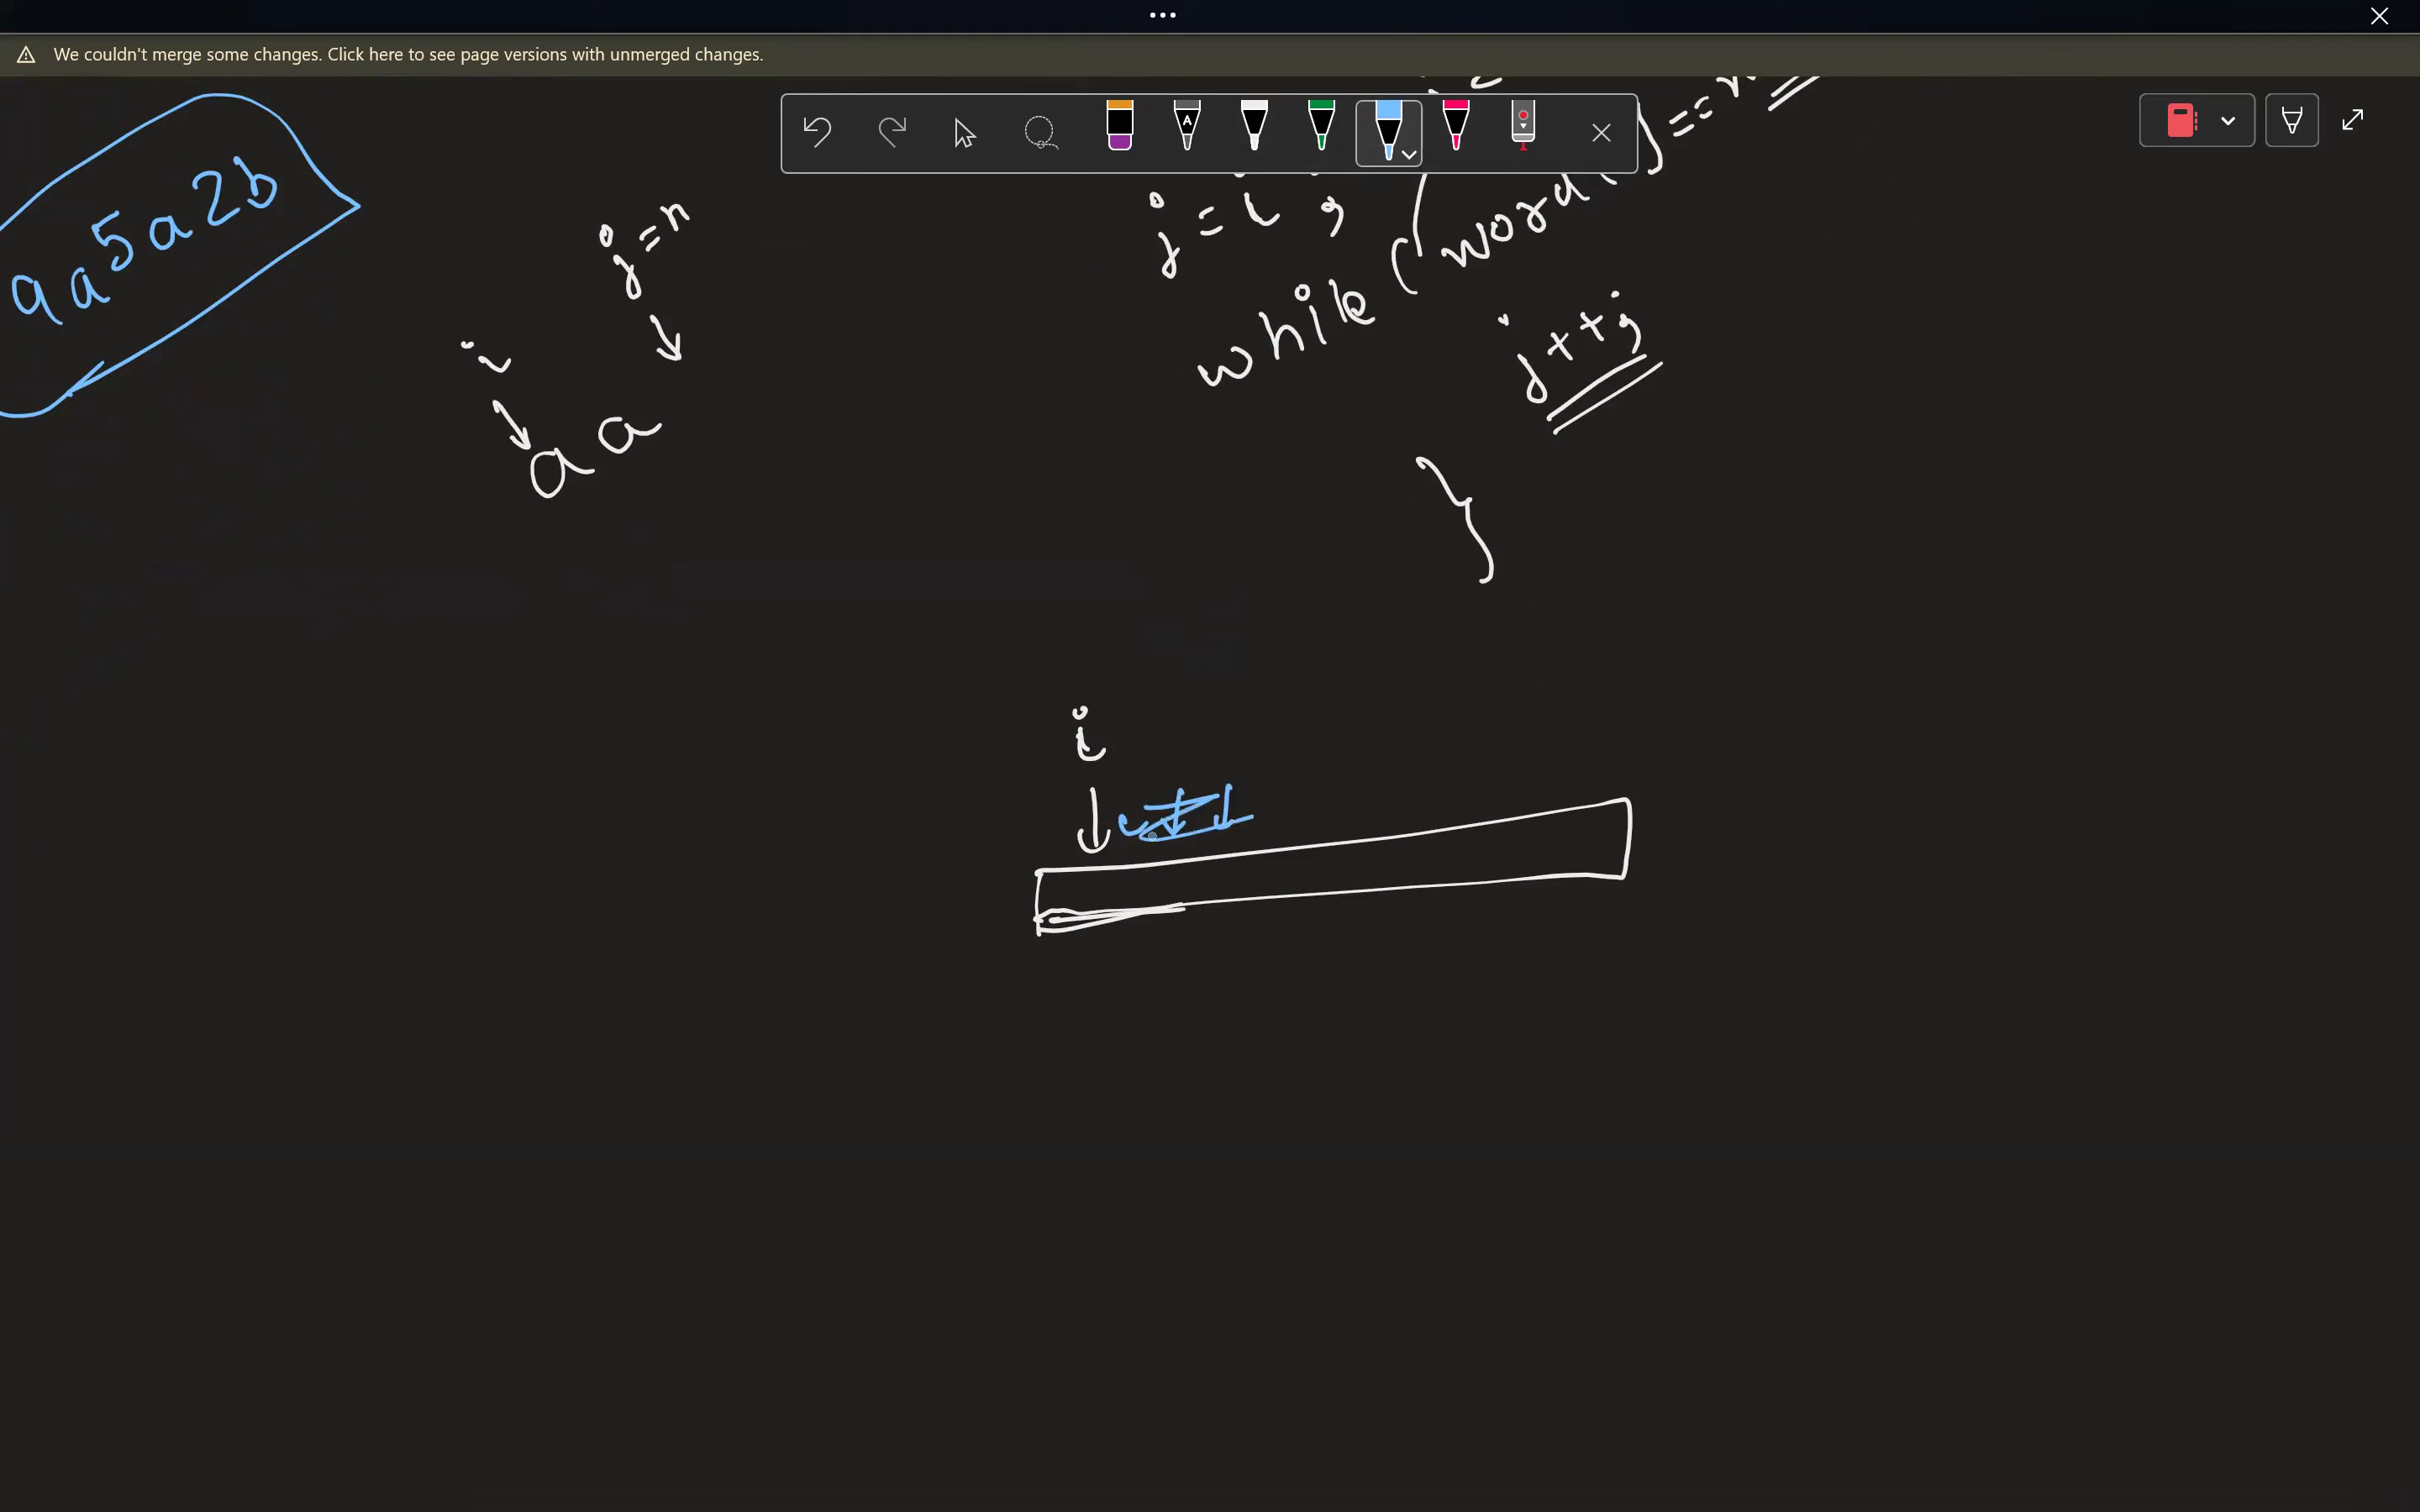 We couldn't merge some changes. Click here to see page versions with unmerged changes.
A
9a5a2b
j=n
i
aa
j=i;
while (word
==
j++;
}
i